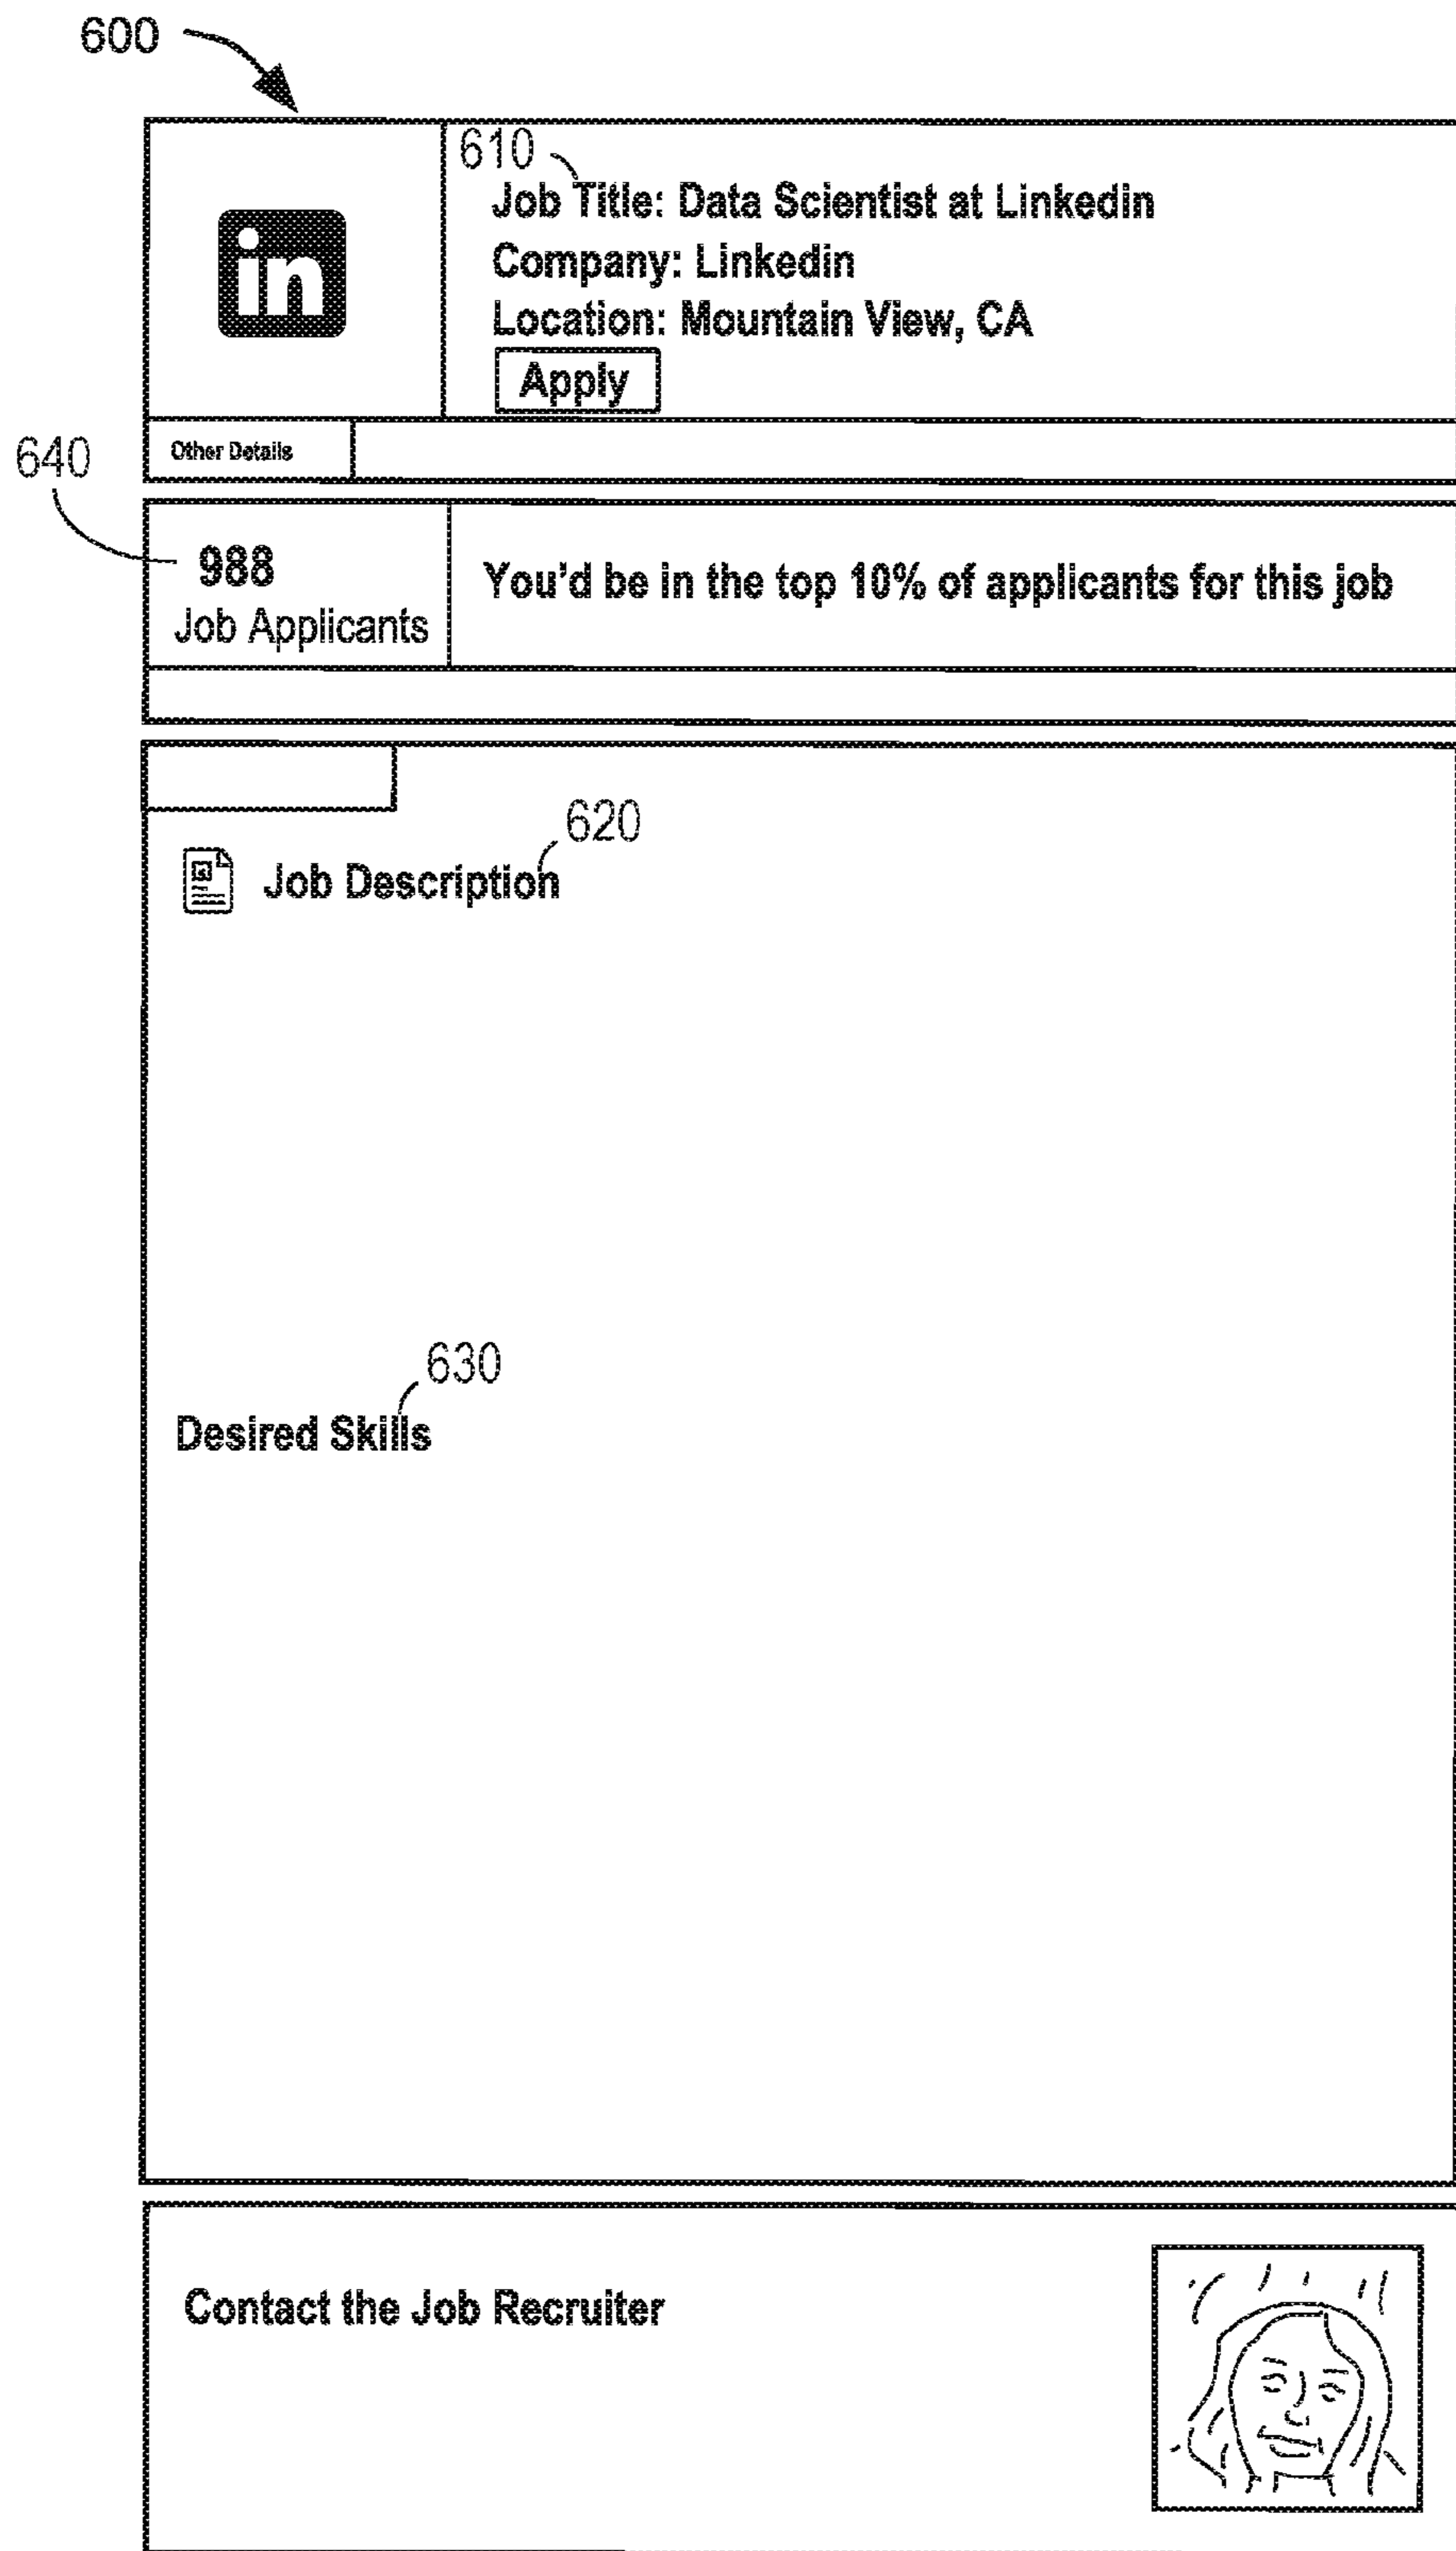 600
610
Job Title: Data Scientist at Linkedin
in
Company: Linkedin
Location: Mountain View, CA
Apply
640
Other Details
988
Job Applicants
You'd be in the top 10% of applicants for this job
620
Job Description
630
Desired Skills
Contact the Job Recruiter